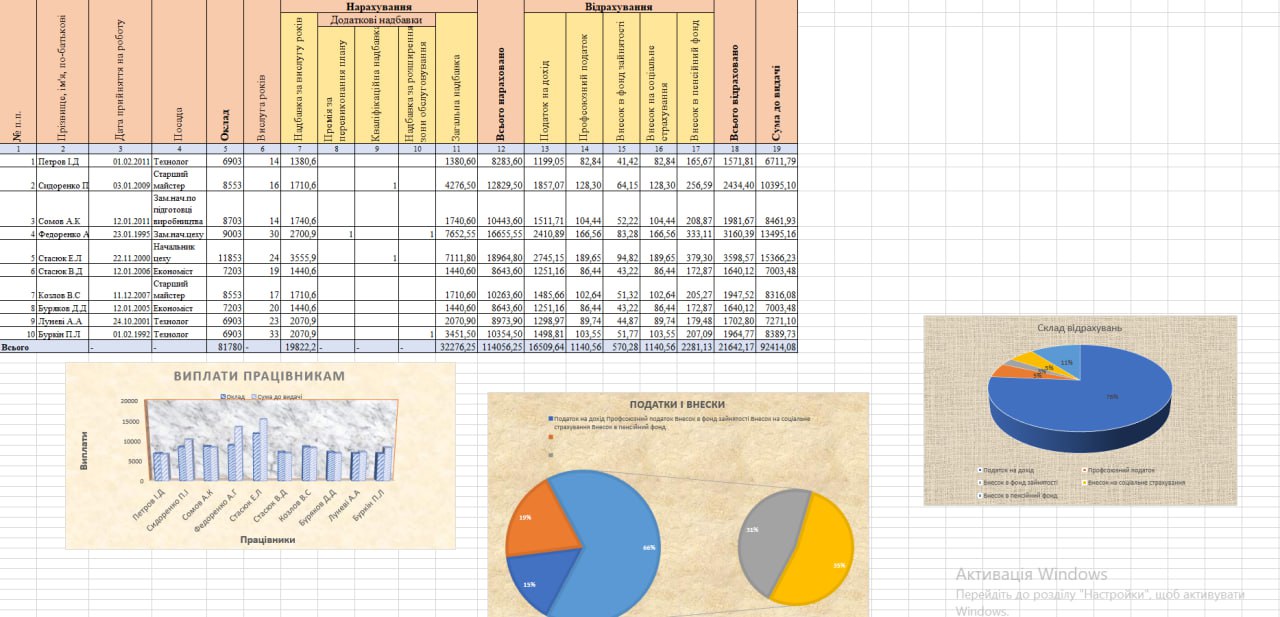 Нарахування Відрахування
Додаткові надбавки
№ п.п.
Прізвище, ім'я, по-батькові
Дата прийняття на роботу
Посада
Оклад
Вислуга років
Надбавка за вислугу років
Премія за перевиконання плану
Кваліфікаційна надбавка
Надбавка за розширення зони обслуговування
Загальна надбавка
Всього нараховано
Податок на дохід
Профсоюзний податок
Внесок в фонд зайнятості
Внесок на соціальне страхування
Внесок в пенсійний фонд
Всього відраховано
Сума до видачі
1 2 3 4 5 6 7 8 9 10 11 12 13 14 15 16 17 18 19
1 Петров І.Д 01.02.2011 Технолог 6903 14 1380,6 1380,60 8283,60 1199,05 82,84 41,42 82,84 165,67 1571,81 6711,79
2 Сидоренко П 03.01.2009 Старший майстер 8553 16 1710,6 1 4276,50 12829,50 1857,07 128,30 64,15 128,30 256,59 2434,40 10395,10
3 Сомов А.К 12.01.2011 Зам.нач.по підготовці виробництва 8703 14 1740,6 1740,60 10443,60 1511,71 104,44 52,22 104,44 208,87 1981,67 8461,93
4 Федоренко А 23.01.1995 Зам.нач.цеху 9003 30 2700,9 1 1 7652,55 16655,55 2410,89 166,56 83,28 166,56 333,11 3160,39 13495,16
5 Стасюк Е.Л 22.11.2000 Начальник цеху 11853 24 3555,9 1 7111,80 18964,80 2745,15 189,65 94,82 189,65 379,30 3598,57 15366,23
6 Стасюк В.Д 12.01.2006 Економіст 7203 19 1440,6 1440,60 8643,60 1251,16 86,44 43,22 86,44 172,87 1640,12 7003,48
7 Козлов В.С 11.12.2007 Старший майстер 8553 17 1710,6 1710,60 10263,60 1485,66 102,64 51,32 102,64 205,27 1947,52 8316,08
8 Буряков Д.Д 12.01.2005 Економіст 7203 20 1440,6 1440,60 8643,60 1251,16 86,44 43,22 86,44 172,87 1640,12 7003,48
9 Луневі А.А 24.10.2001 Технолог 6903 23 2070,9 2070,90 8973,90 1298,97 89,74 44,87 89,74 179,48 1702,80 7271,10
10 Буркін П.Л 01.02.1992 Технолог 6903 33 2070,9 1 3451,50 10354,50 1498,81 103,55 51,77 103,55 207,09 1964,77 8389,73
Всього - - 81780 - 19822,2 - - - 32276,25 114056,25 16509,64 1140,56 570,28 1140,56 2281,13 21642,17 92414,08
ВИПЛАТИ ПРАЦІВНИКАМ
Оклад Сума до видачі
Виплати
20000
15000
10000
5000
0
Петров І.Д Сидоренко П.І Сомов А.К Федоренко А.Г Стасюк Е.Л Стасюк В.Д Козлов В.С Буряков Д.Д Луневі А.А Буркін П.Л
Працівники
ПОДАТКИ І ВНЕСКИ
Податок на дохід Профсоюзний податок Внесок в фонд зайнятості Внесок на соціальне
страхування Внесок в пенсійний фонд
19%
66%
15%
31%
Склад відрахувань
11%
5%
76%
Податок на дохід Профсоюзний податок
Внесок в фонд зайнятості Внесок на соціальне страхування
Внесок в пенсійний фонд
Активація Windows
Перейдіть до розділу "Настройки", щоб активувати
Windows.